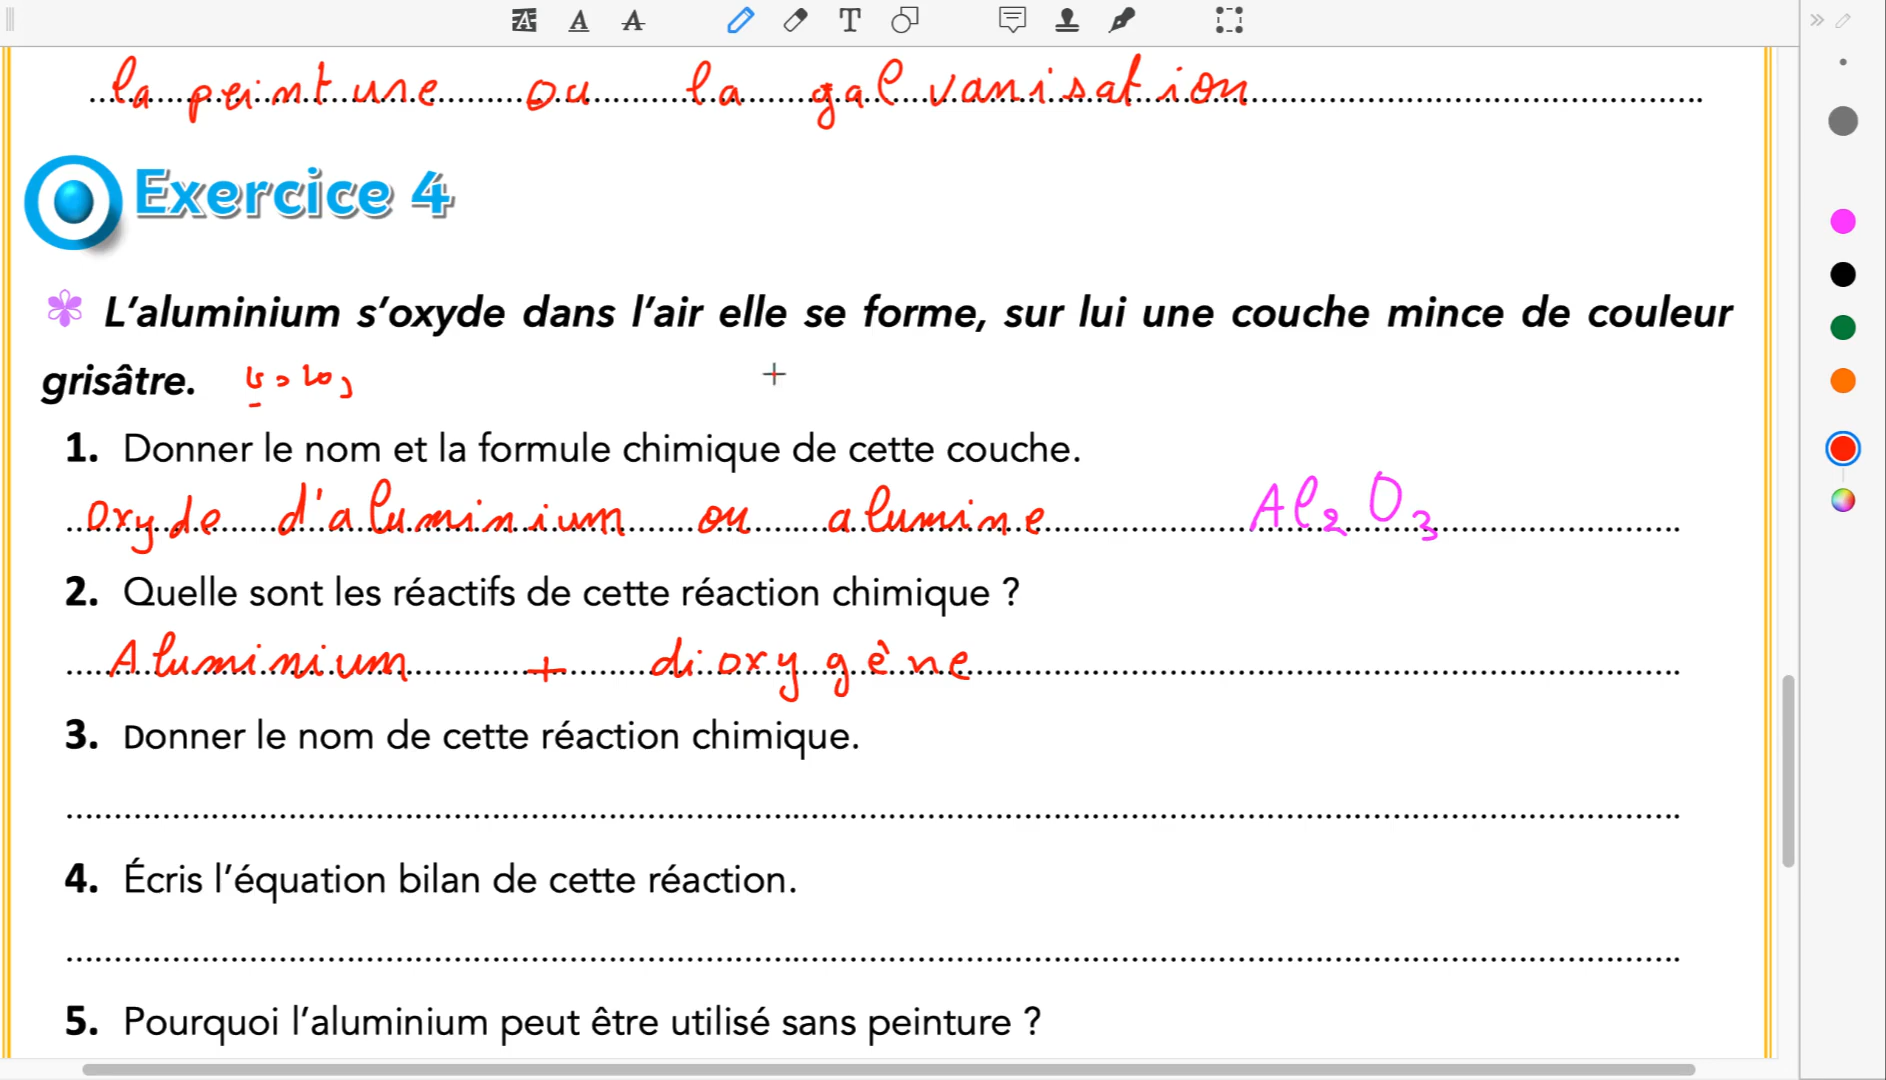 la peinture ou la galvanisation
Exercice 4
L’aluminium s’oxyde dans l’air elle se forme, sur lui une couche mince de couleur
grisâtre.
1. Donner le nom et la formule chimique de cette couche.
oxyde d'aluminium ou alumine Al₂O₃
2. Quelle sont les réactifs de cette réaction chimique ?
Aluminium + dioxygène
3. Donner le nom de cette réaction chimique.
4. Écris l’équation bilan de cette réaction.
5. Pourquoi l’aluminium peut être utilisé sans peinture ?